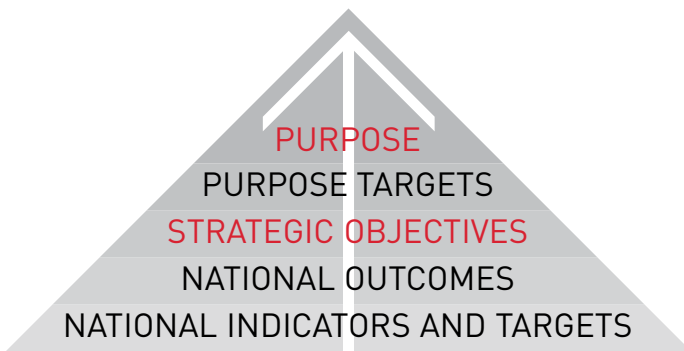 PURPOSE
PURPOSE TARGETS
STRATEGIC OBJECTIVES
NATIONAL OUTCOMES
NATIONAL INDICATORS AND TARGETS